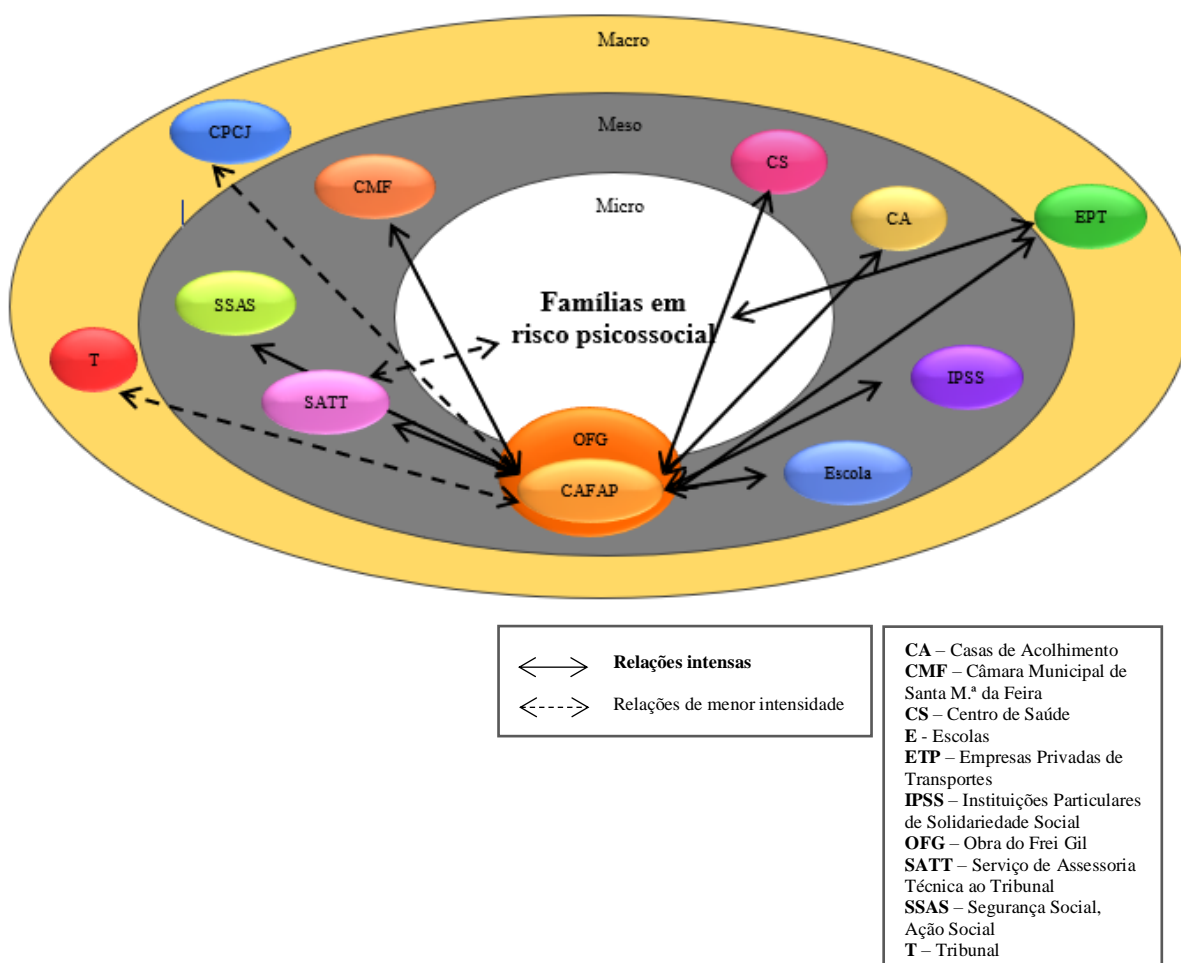 Macro
CPCJ
Meso
CMF
CS
Micro
CA
EPT
Famílias em
risco psicossocial
SSAS
T
SATT
IPSS
OFG
Escola
CAFAP
Relações intensas
Relações de menor intensidade
CA – Casas de Acolhimento
CMF – Câmara Municipal de
Santa M.ª da Feira
CS – Centro de Saúde
E - Escolas
ETP – Empresas Privadas de
Transportes
IPSS – Instituições Particulares
de Solidariedade Social
OFG – Obra do Frei Gil
SATT – Serviço de Assessoria
Técnica ao Tribunal
SSAS – Segurança Social,
Ação Social
T – Tribunal